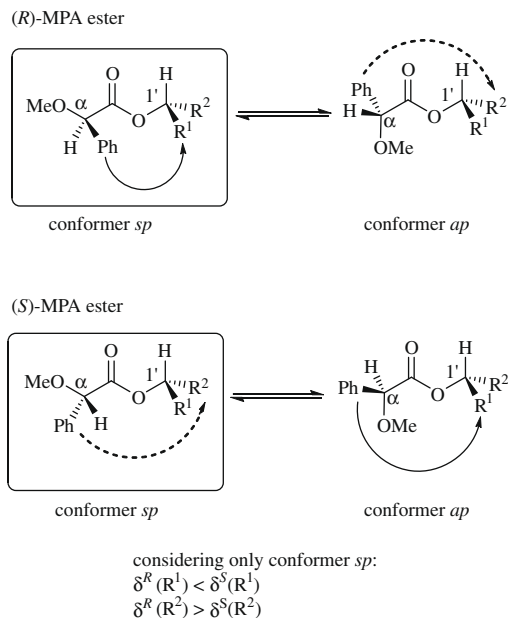 (R)-MPA ester
O
H
MeO
α
1'
O
R²
R¹
H
Ph
conformer sp
Ph
O
H
1'
H
α
O
R²
R¹
OMe
conformer ap
(S)-MPA ester
O
H
MeO
α
1'
O
R²
R¹
Ph
H
conformer sp
H
O
H
1'
Ph
α
O
R²
R¹
OMe
conformer ap
considering only conformer sp:
δᴿ (R¹) < δˢ(R¹)
δᴿ (R²) > δˢ(R²)